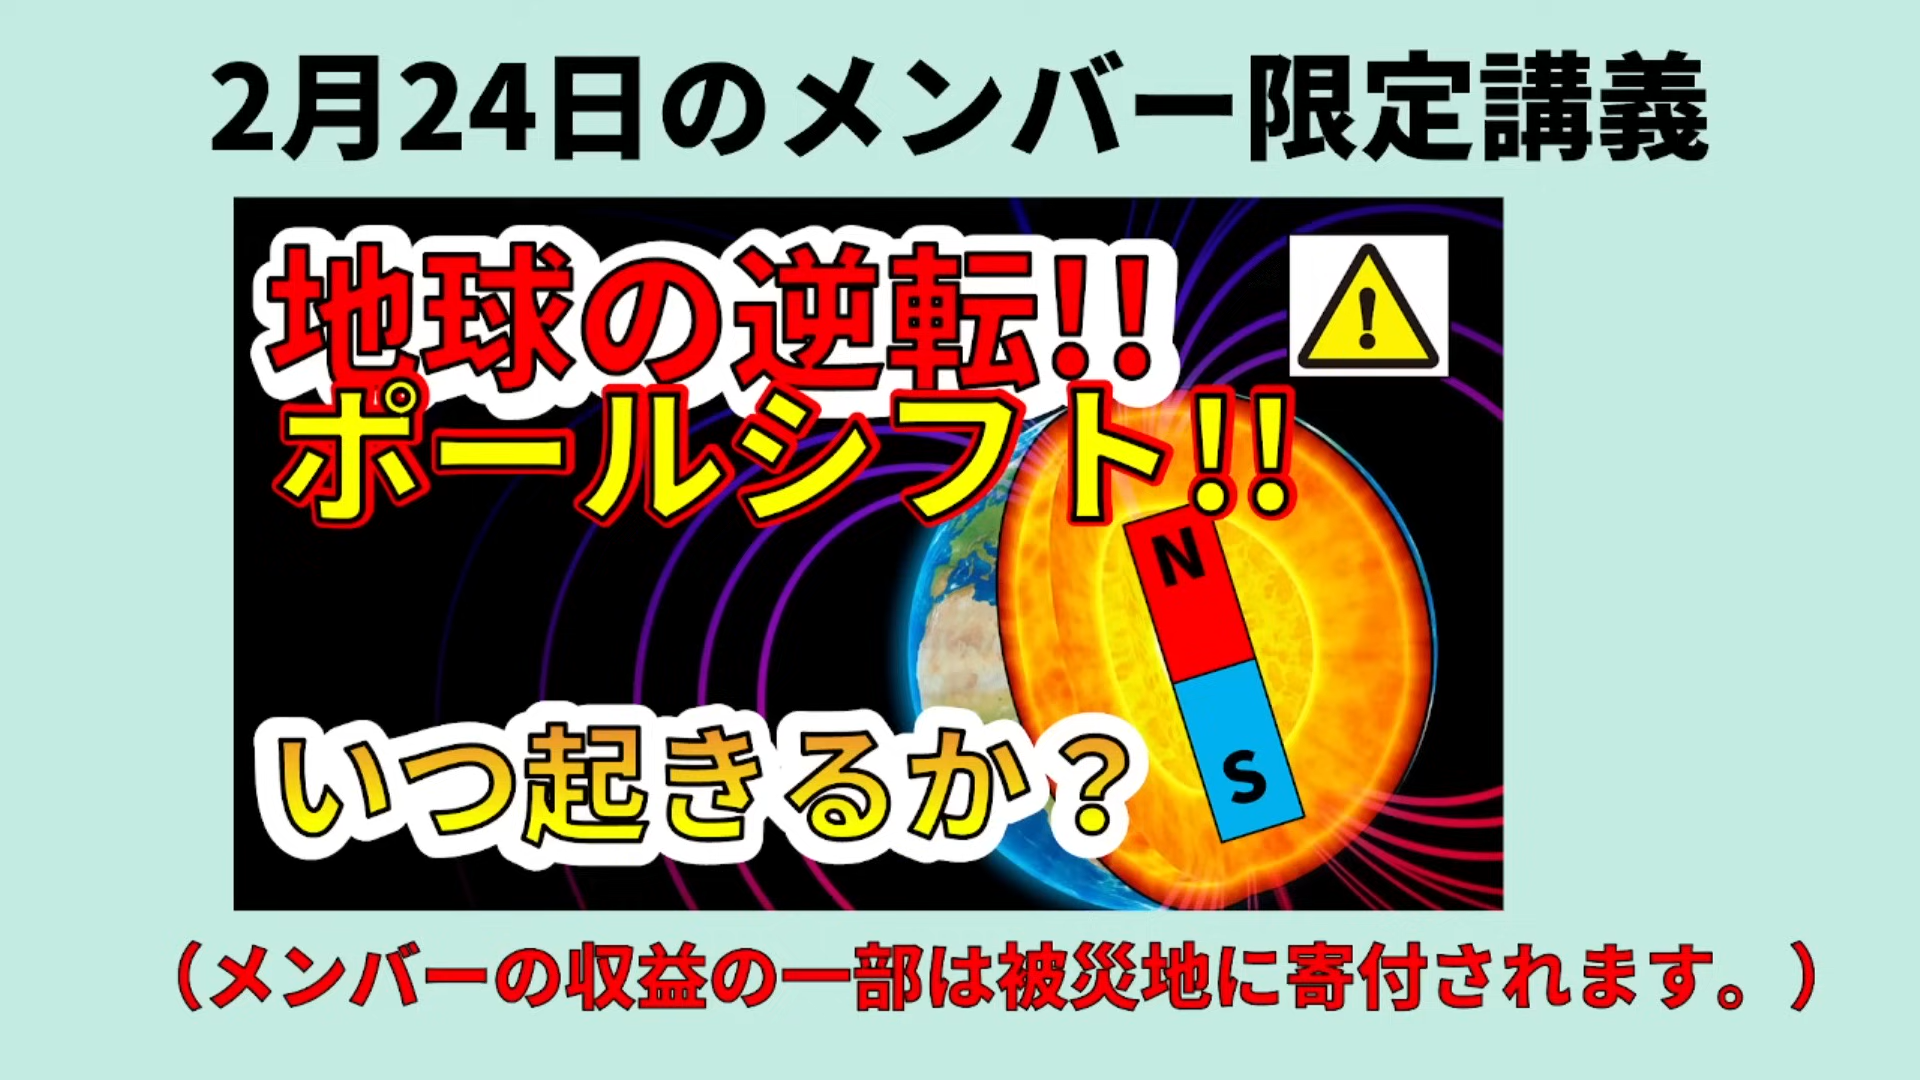 2月24日のメンバー限定講義
地球の逆転!!
ポールシフト!!
N
S
いつ起きるか？
（メンバーの収益の一部は被災地に寄付されます。）